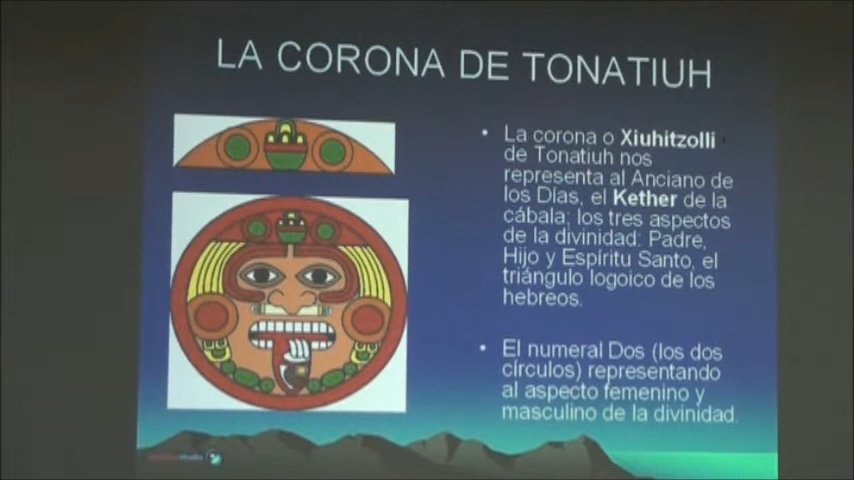 LA CORONA DE TONATIUH
• La corona o Xiuhitzolli
de Tonatiuh nos
representa al Anciano de
los Días, el Kether de la
cábala; los tres aspectos
de la divinidad: Padre,
Hijo y Espíritu Santo, el
triángulo logoico de los
hebreos.
• El numeral Dos (los dos
círculos) representando
al aspecto femenino y
masculino de la divinidad.